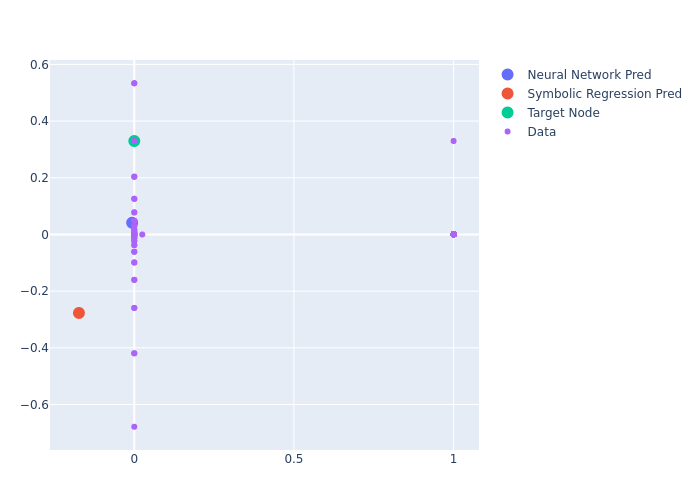 0.6
0.4
0.2
0
−0.2
−0.4
−0.6
0
0.5
1
Neural Network Pred
Symbolic Regression Pred
Target Node
Data